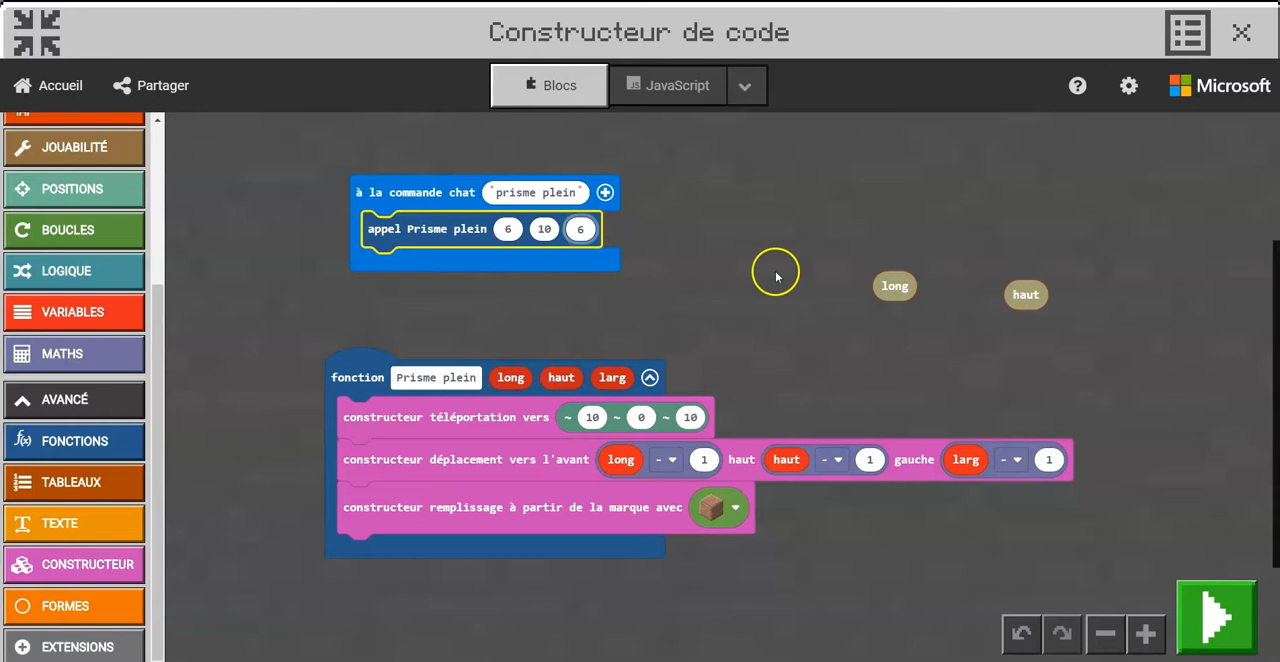 Constructeur de code
Accueil
Partager
Blocs
JS JavaScript
Microsoft
JOUABILITÉ
POSITIONS
BOUCLES
LOGIQUE
VARIABLES
MATHS
AVANCÉ
FONCTIONS
TABLEAUX
TEXTE
CONSTRUCTEUR
FORMES
EXTENSIONS
à la commande chat "prisme plein"
appel Prisme plein 6 10 6
long
haut
fonction Prisme plein long haut larg
constructeur téléportation vers ~ 10 ~ 0 ~ 10
constructeur déplacement vers l'avant long - 1 haut haut - 1 gauche larg - 1
constructeur remplissage à partir de la marque avec